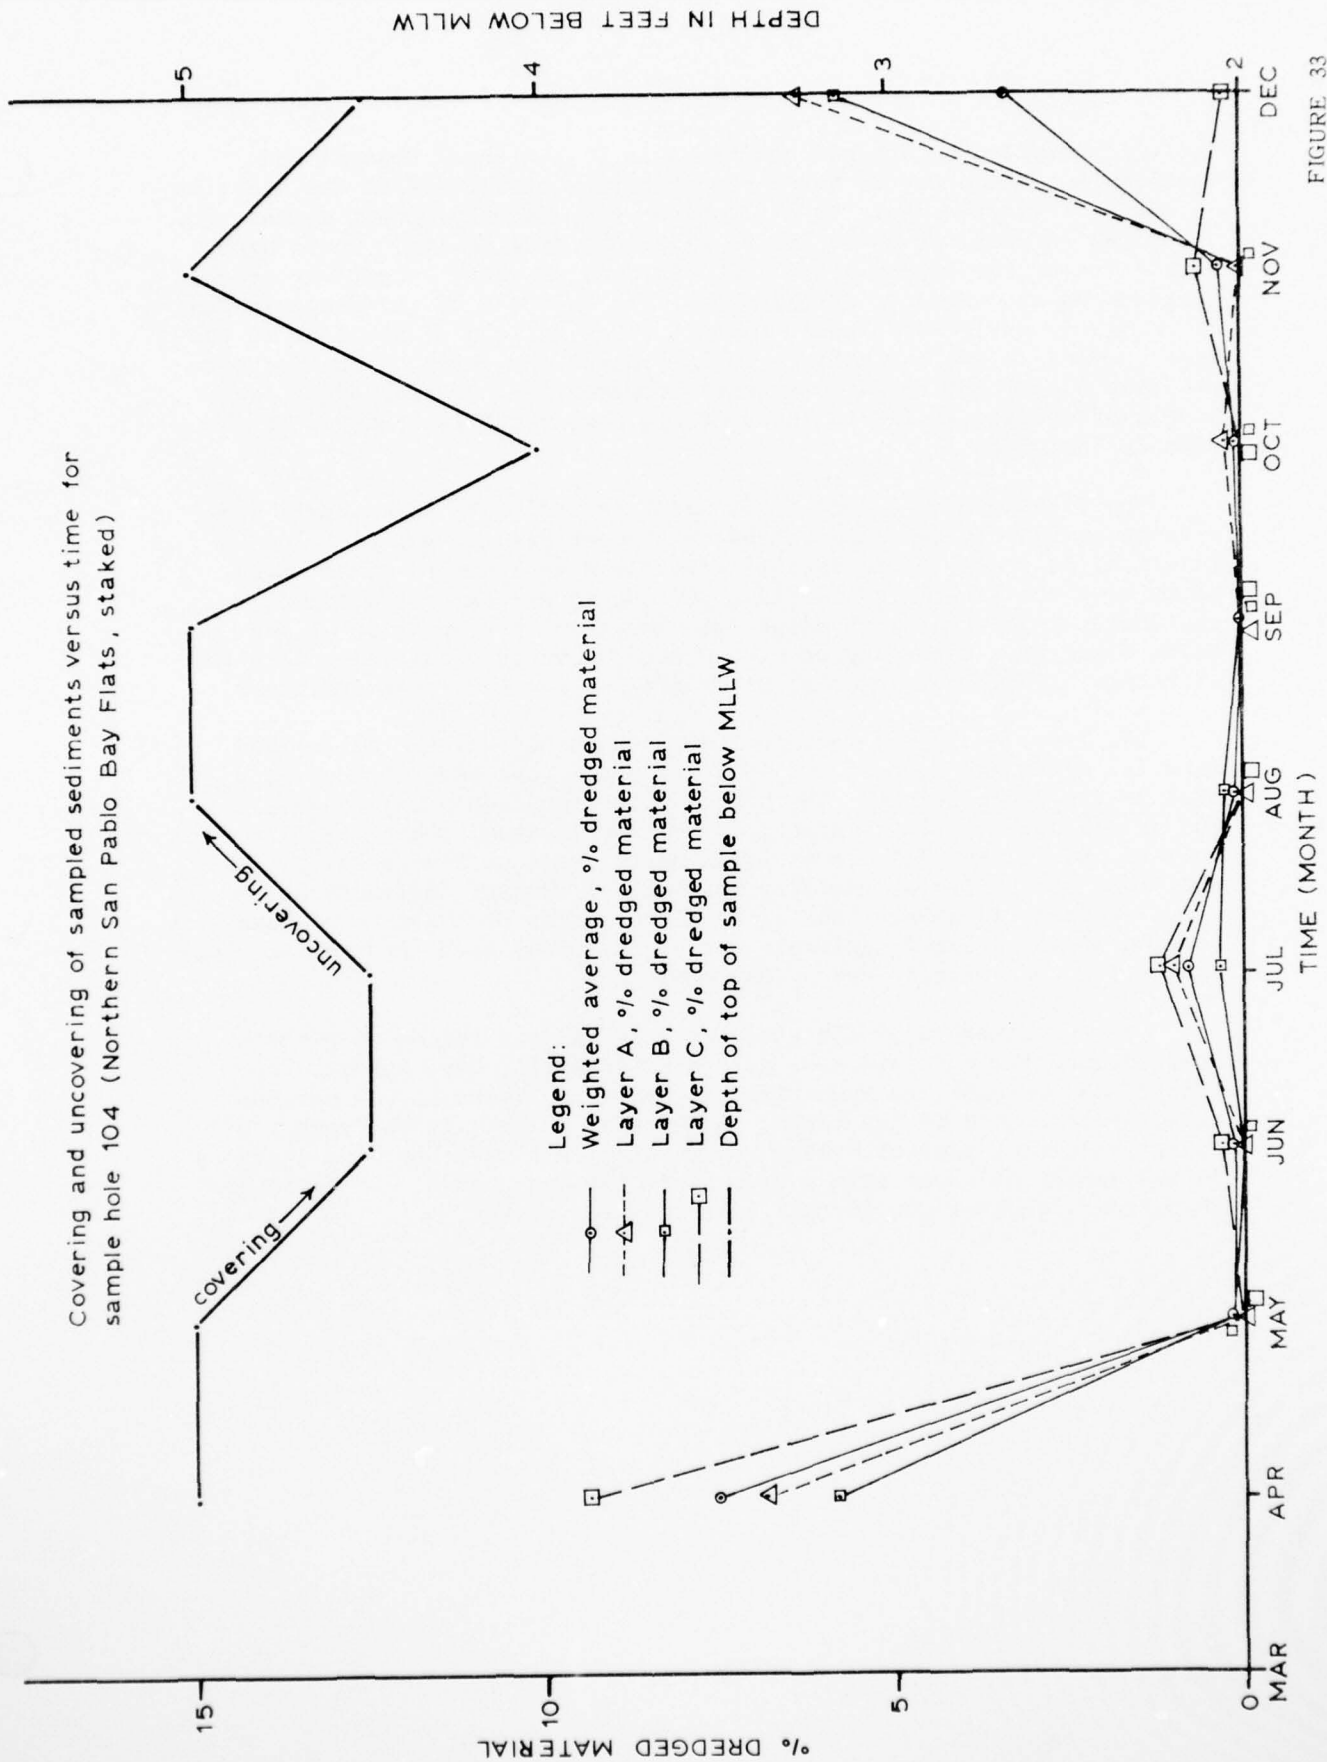 Covering and uncovering of sampled sediments versus time for
sample hole 104 (Northern San Pablo Bay Flats, staked)
% DREDGED MATERIAL
15
10
5
0
covering
uncovering
Legend:
Weighted average, % dredged material
Layer A, % dredged material
Layer B, % dredged material
Layer C, % dredged material
Depth of top of sample below MLLW
DEPTH IN FEET BELOW MLLW
5
4
3
2
MAR APR MAY JUN JUL AUG SEP OCT NOV DEC
TIME (MONTH)
FIGURE 33